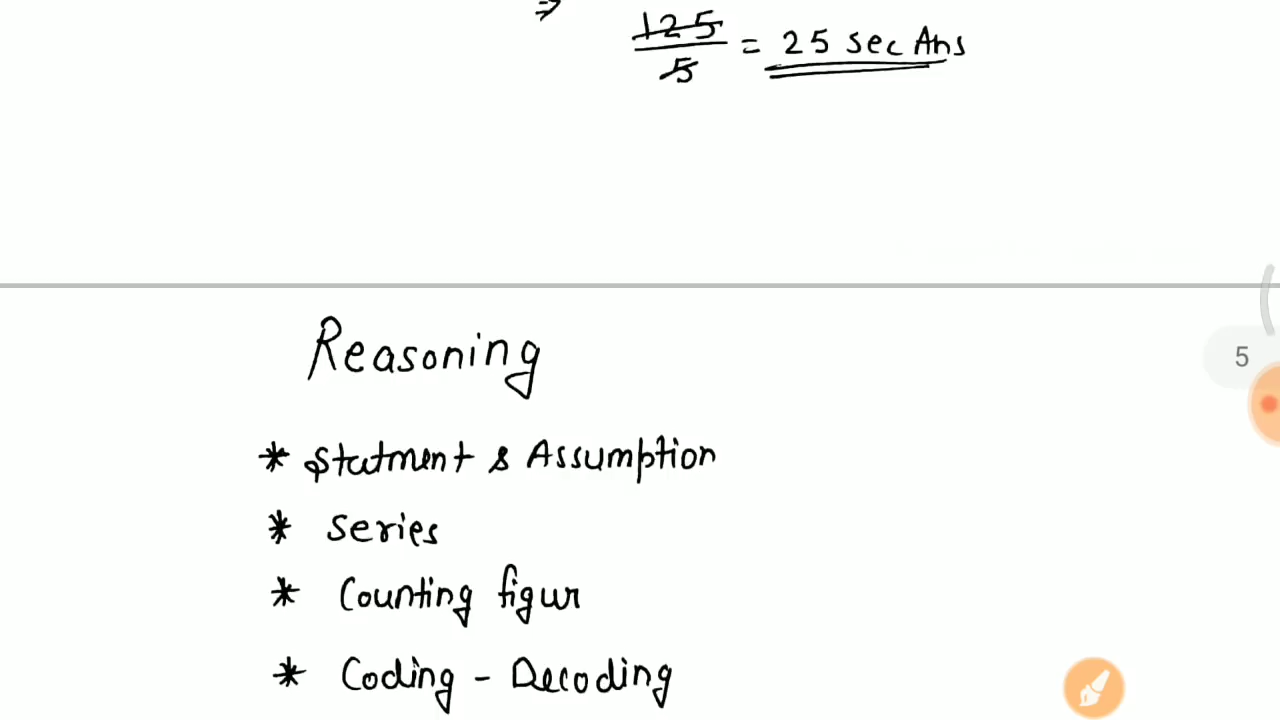 ⇒ 125/5 = 25 sec Ans
Reasoning
* Statment & Assumption
* Series
* Counting figur
* Coding - Decoding
5